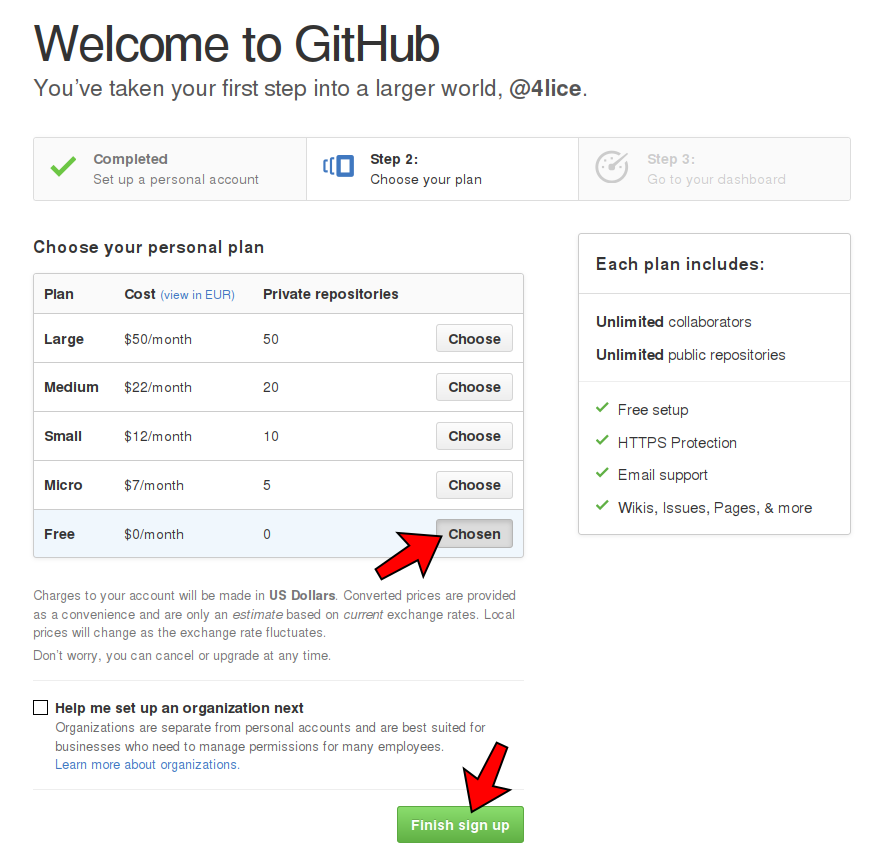 Welcome to GitHub
You've taken your first step into a larger world, @4lice.
Completed
Set up a personal account
Step 2:
Choose your plan
Step 3:
Go to your dashboard
Choose your personal plan
Plan Cost (view in EUR) Private repositories
Large $50/month 50 Choose
Medium $22/month 20 Choose
Small $12/month 10 Choose
Micro $7/month 5 Choose
Free $0/month 0 Chosen
Charges to your account will be made in US Dollars. Converted prices are provided
as a convenience and are only an estimate based on current exchange rates. Local
prices will change as the exchange rate fluctuates.
Don't worry, you can cancel or upgrade at any time.
Help me set up an organization next
Organizations are separate from personal accounts and are best suited for
businesses who need to manage permissions for many employees.
Learn more about organizations.
Finish sign up
Each plan includes:
Unlimited collaborators
Unlimited public repositories
Free setup
HTTPS Protection
Email support
Wikis, Issues, Pages, & more